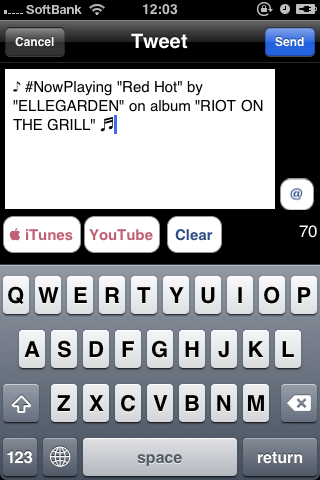 SoftBank 12:03
Cancel Tweet Send
♪ #NowPlaying "Red Hot" by
"ELLEGARDEN" on album "RIOT ON
THE GRILL" ♬
@
iTunes YouTube Clear 70
Q W E R T Y U I O P
A S D F G H J K L
Z X C V B N M
123 space return